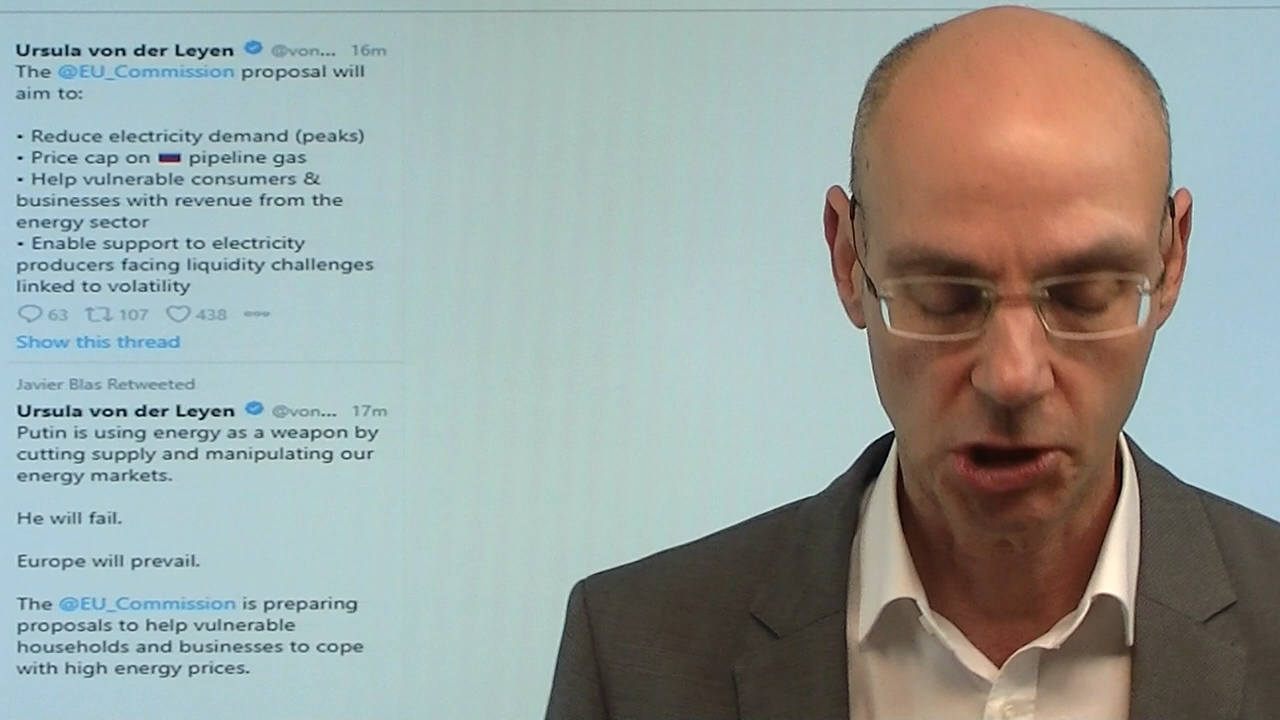 Ursula von der Leyen @von... 16m
The @EU_Commission proposal will
aim to:
• Reduce electricity demand (peaks)
• Price cap on 🇷🇺 pipeline gas
• Help vulnerable consumers &
businesses with revenue from the
energy sector
• Enable support to electricity
producers facing liquidity challenges
linked to volatility
63 107 438
Show this thread
Javier Blas Retweeted
Ursula von der Leyen @von... 17m
Putin is using energy as a weapon by
cutting supply and manipulating our
energy markets.
He will fail.
Europe will prevail.
The @EU_Commission is preparing
proposals to help vulnerable
households and businesses to cope
with high energy prices.